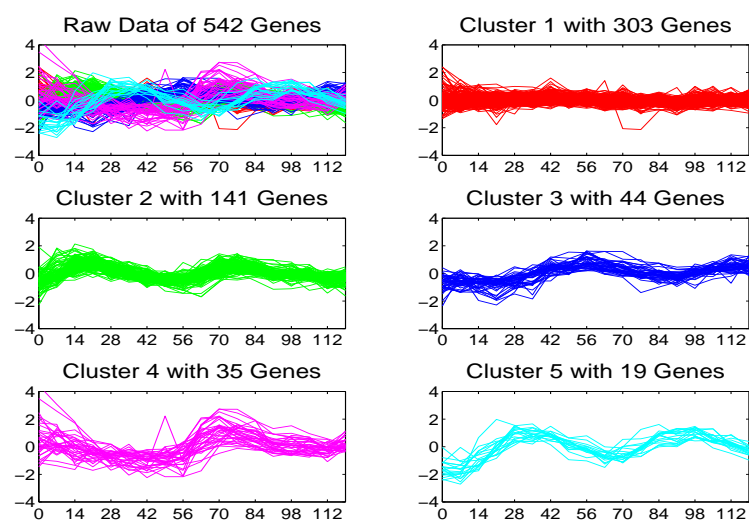 Raw Data of 542 Genes
4
2
0
−2
−4
0 14 28 42 56 70 84 98 112
Cluster 1 with 303 Genes
4
2
0
−2
−4
0 14 28 42 56 70 84 98 112
Cluster 2 with 141 Genes
4
2
0
−2
−4
0 14 28 42 56 70 84 98 112
Cluster 3 with 44 Genes
4
2
0
−2
−4
0 14 28 42 56 70 84 98 112
Cluster 4 with 35 Genes
4
2
0
−2
−4
0 14 28 42 56 70 84 98 112
Cluster 5 with 19 Genes
4
2
0
−2
−4
0 14 28 42 56 70 84 98 112